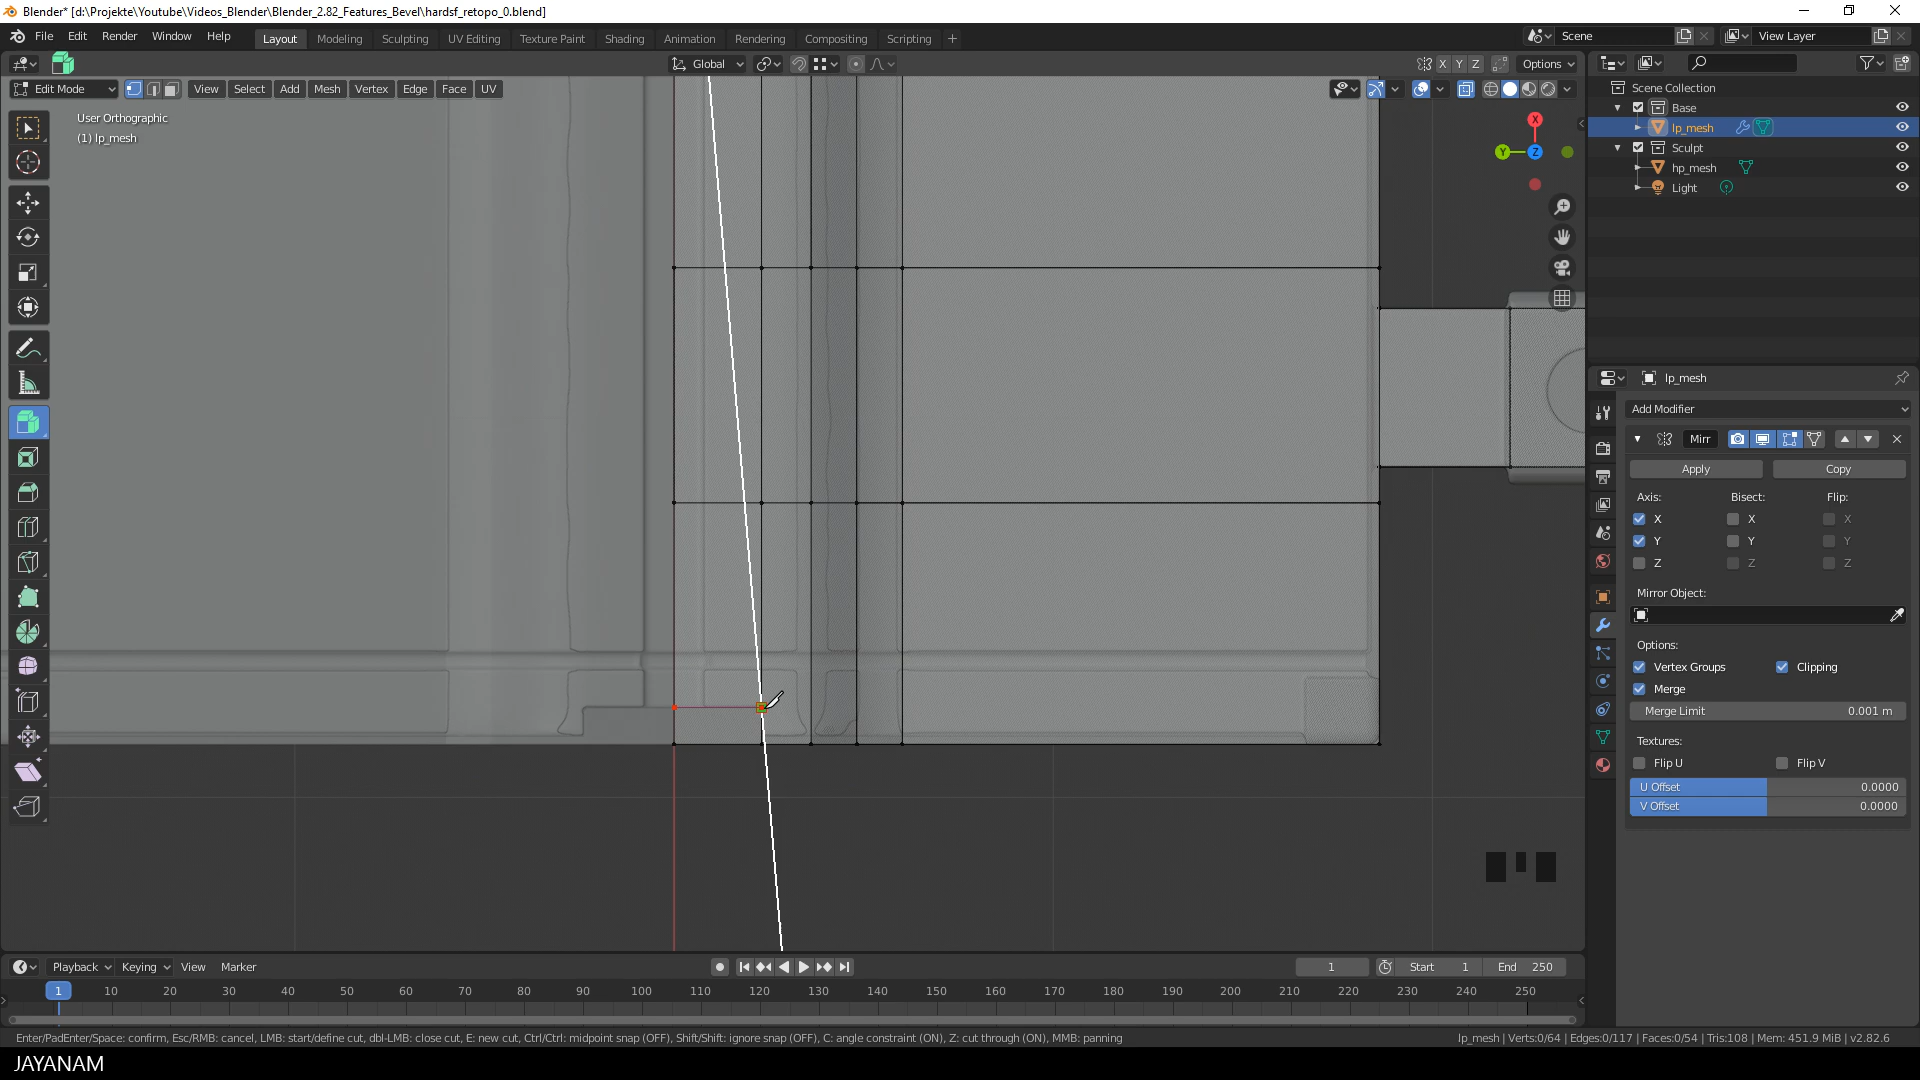 Blender* [d:\Projekte\Youtube\Videos_Blender\Blender_2.82_Features_Bevel\hardsf_retopo_0.blend]
File Edit Render Window Help Layout Modeling Sculpting UV Editing Texture Paint Shading Animation Rendering Compositing Scripting + Scene View Layer
Global X Y Z Options
Edit Mode View Select Add Mesh Vertex Edge Face UV
User Orthographic
(1) lp_mesh
X
Y
Z
Scene Collection
Base
lp_mesh
Sculpt
hp_mesh
Light
lp_mesh
Add Modifier
Mirr
Apply Copy
Axis: Bisect: Flip:
X X X
Y Y Y
Z Z Z
Mirror Object:
Options:
Vertex Groups Clipping
Merge
Merge Limit 0.001 m
Textures:
Flip U Flip V
U Offset 0.0000
V Offset 0.0000
Playback Keying View Marker 1 Start 1 End 250
1 10 20 30 40 50 60 70 80 90 100 110 120 130 140 150 160 170 180 190 200 210 220 230 240 250
Enter/PadEnter/Space: confirm, Esc/RMB: cancel, LMB: start/define cut, dbl-LMB: close cut, E: new cut, Ctrl/Ctrl: midpoint snap (OFF), Shift/Shift: ignore snap (OFF), C: angle constraint (ON), Z: cut through (ON), MMB: panning
lp_mesh | Verts:0/64 | Edges:0/117 | Faces:0/54 | Tris:108 | Mem: 451.9 MiB | v2.82.6
JAYANAM